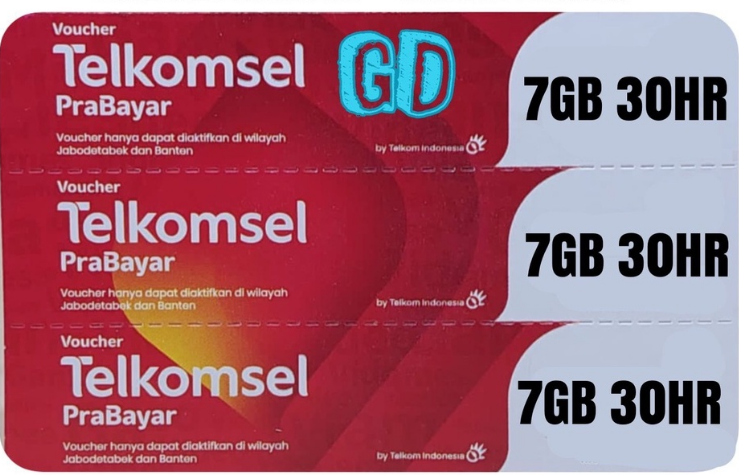 Voucher
Telkomsel
PraBayar
GD
7GB 30HR
Voucher hanya dapat diaktifkan di wilayah
Jabodetabek dan Banten
by Telkom Indonesia
Voucher
Telkomsel
PraBayar
7GB 30HR
Voucher hanya dapat diaktifkan di wilayah
Jabodetabek dan Banten
by Telkom Indonesia
Voucher
Telkomsel
PraBayar
7GB 30HR
Voucher hanya dapat diaktifkan di wilayah
Jabodetabek dan Banten
by Telkom Indonesia